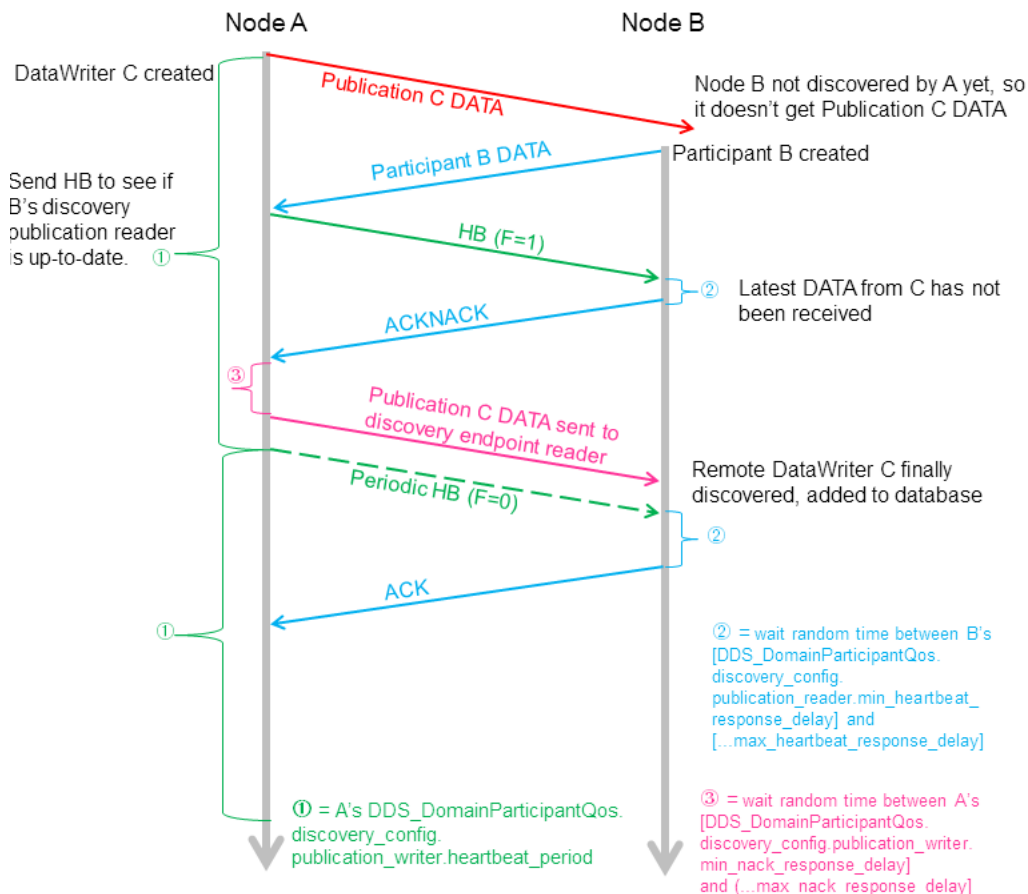 Node A
Node B
DataWriter C created
Publication C DATA
Node B not discovered by A yet, so
it doesn't get Publication C DATA
Participant B created
Participant B DATA
Send HB to see if
B's discovery
publication reader
is up-to-date.
①
HB (F=1)
②
Latest DATA from C has not
been received
ACKNACK
③
Publication C DATA sent to
discovery endpoint reader
Remote DataWriter C finally
discovered, added to database
Periodic HB (F=0)
②
ACK
①
② = wait random time between B's
[DDS_DomainParticipantQos.
discovery_config.
publication_reader.min_heartbeat_
response_delay] and
[...max_heartbeat_response_delay]
① = A's DDS_DomainParticipantQos.
discovery_config.
publication_writer.heartbeat_period
③ = wait random time between A's
[DDS_DomainParticipantQos.
discovery_config.publication_writer.
min_nack_response_delay]
and (...max_nack_response_delay]